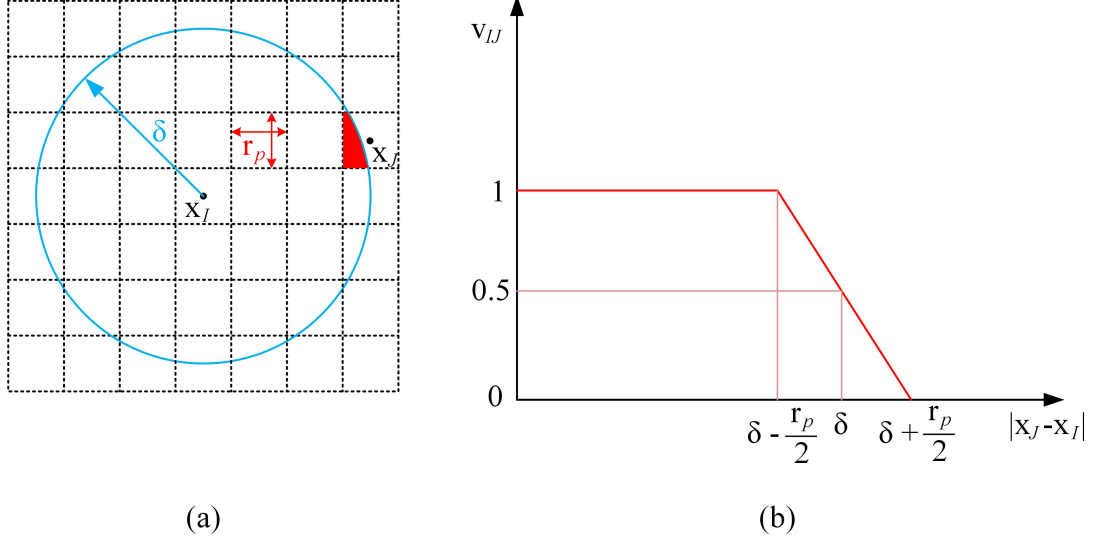 δ
r_p
x_J
x_I
(a)
v_IJ
1
0.5
0
δ - r_p/2
δ
δ + r_p/2
|x_J-x_I|
(b)